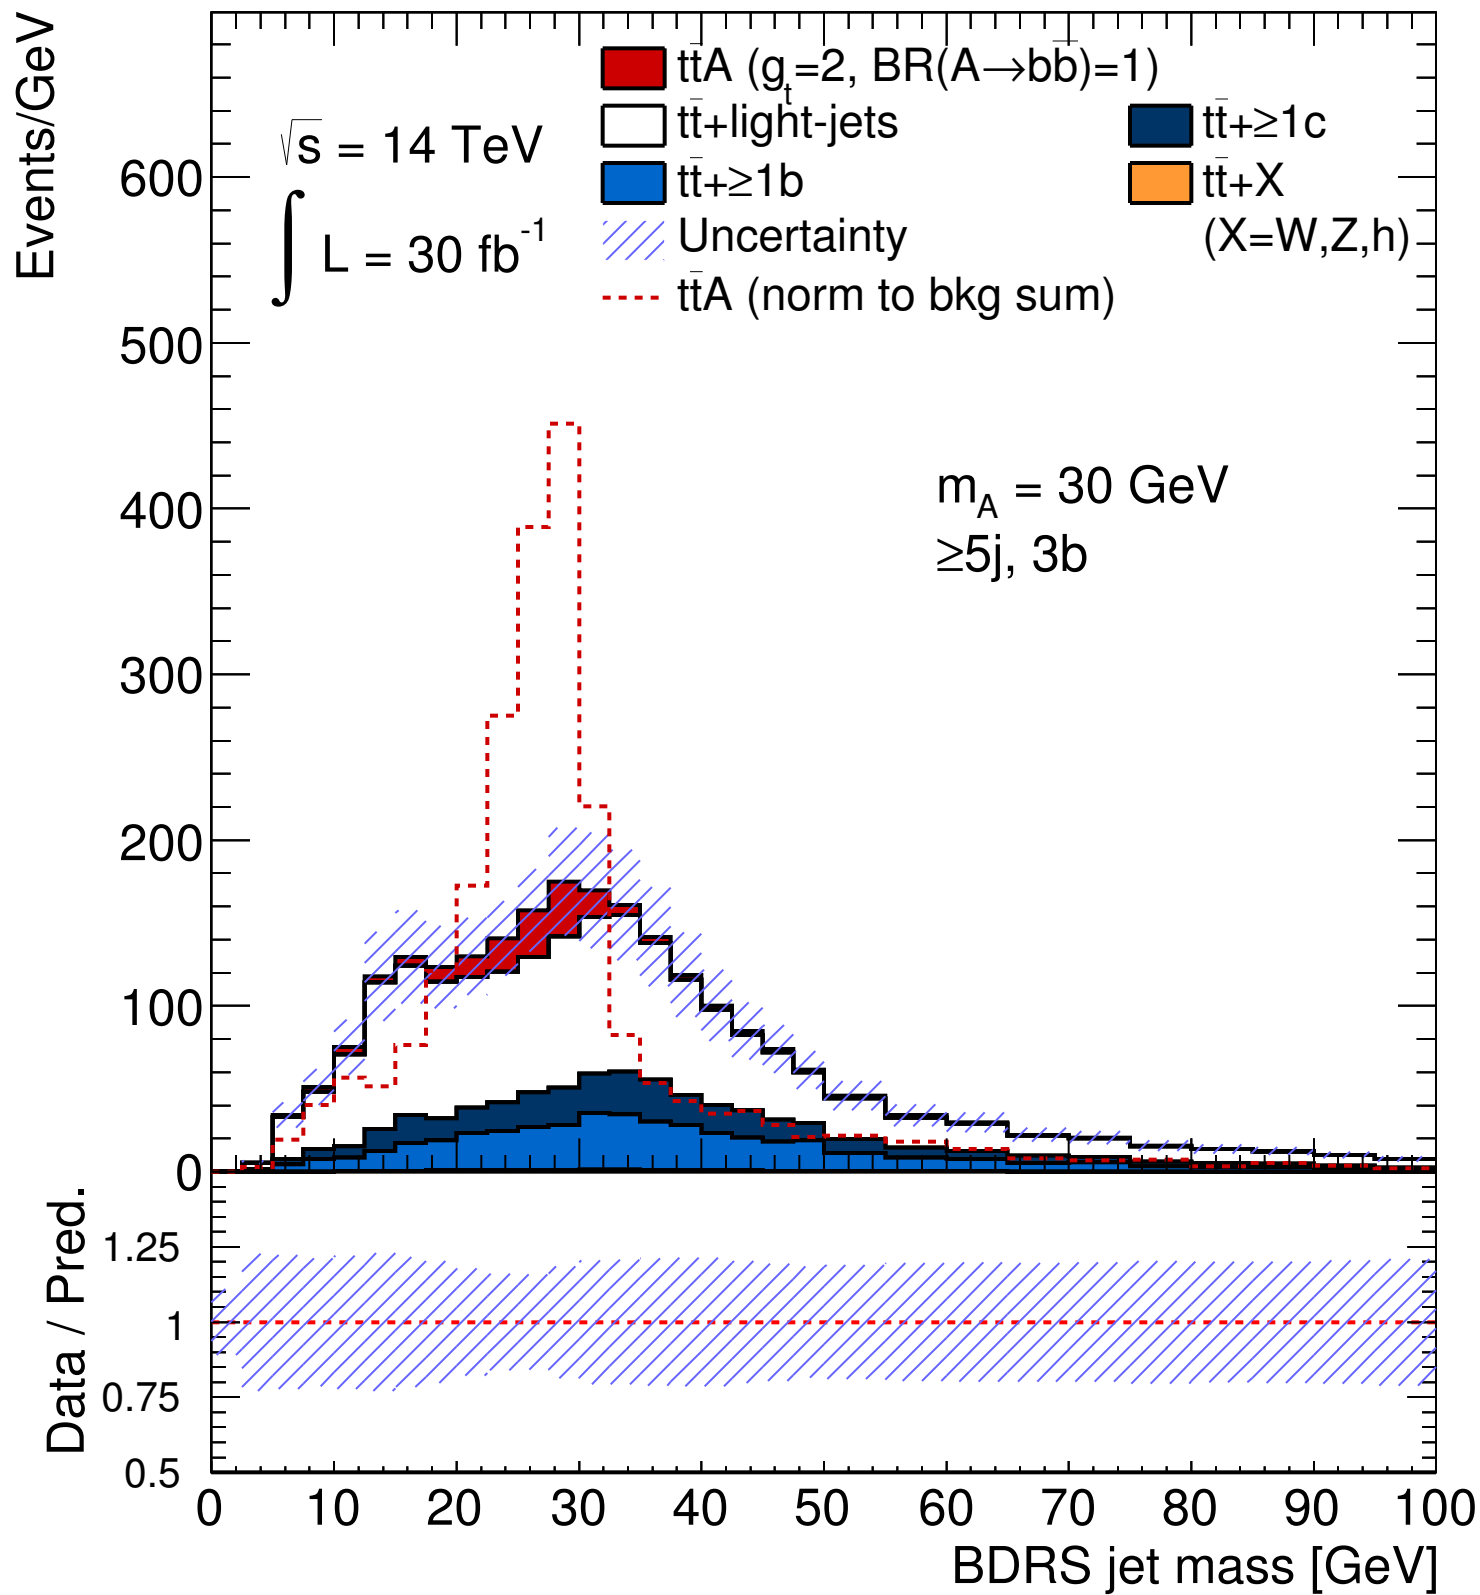 Events/GeV
√s = 14 TeV
∫ L = 30 fb⁻¹
tt̄A (gₜ=2, BR(A→bb̄)=1)
tt̄+light-jets
tt̄+≥1c
tt̄+≥1b
tt̄+X
Uncertainty
(X=W,Z,h)
tt̄A (norm to bkg sum)
m_A = 30 GeV
≥5j, 3b
600
500
400
300
200
100
0
Data / Pred.
1.25
1
0.75
0.5
0 10 20 30 40 50 60 70 80 90 100
BDRS jet mass [GeV]